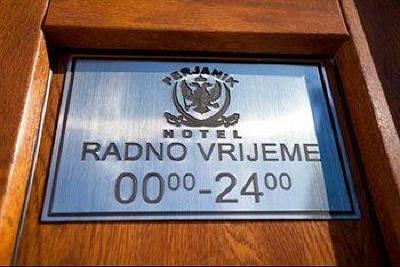 PERJANIK
HOTEL
RADNO VRIJEME
00⁰⁰-24⁰⁰